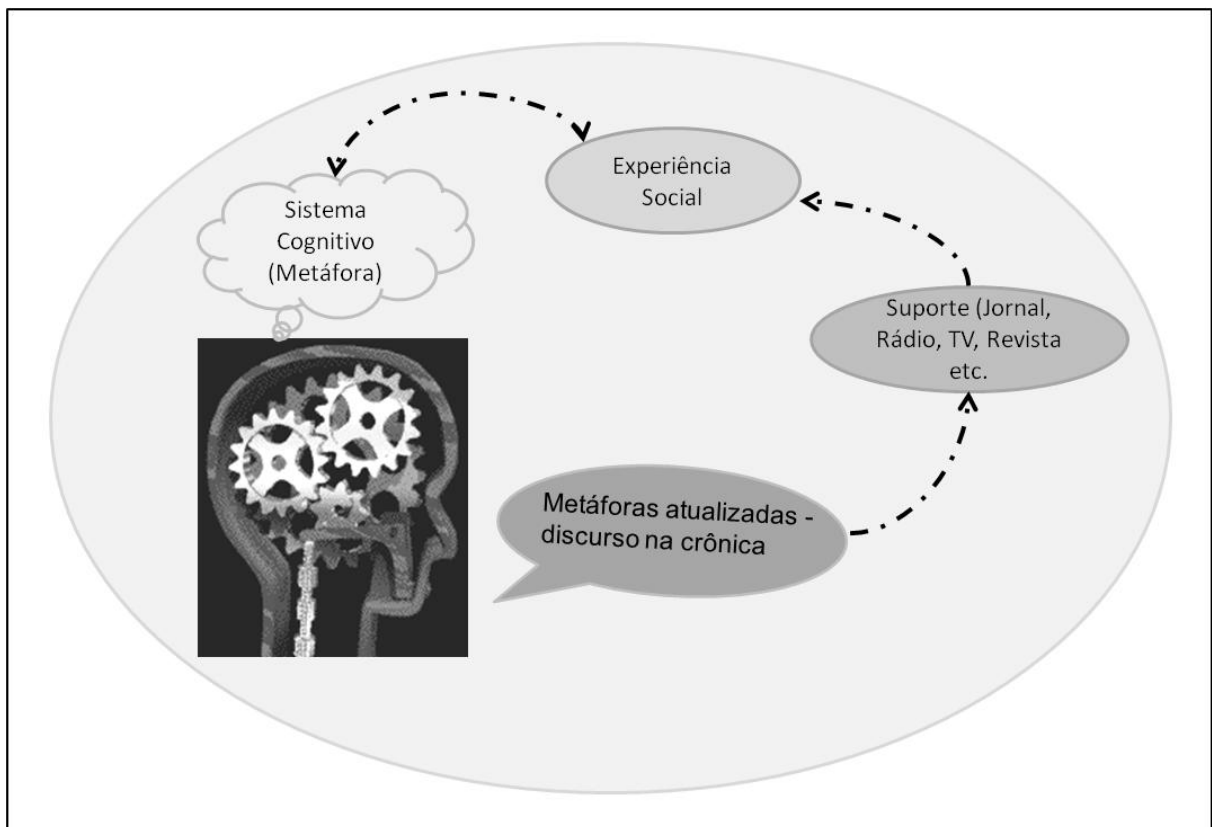 Experiência
Social
Sistema
Cognitivo
(Metáfora)
Suporte (Jornal,
Rádio, TV, Revista
etc.
Metáforas atualizadas -
discurso na crônica